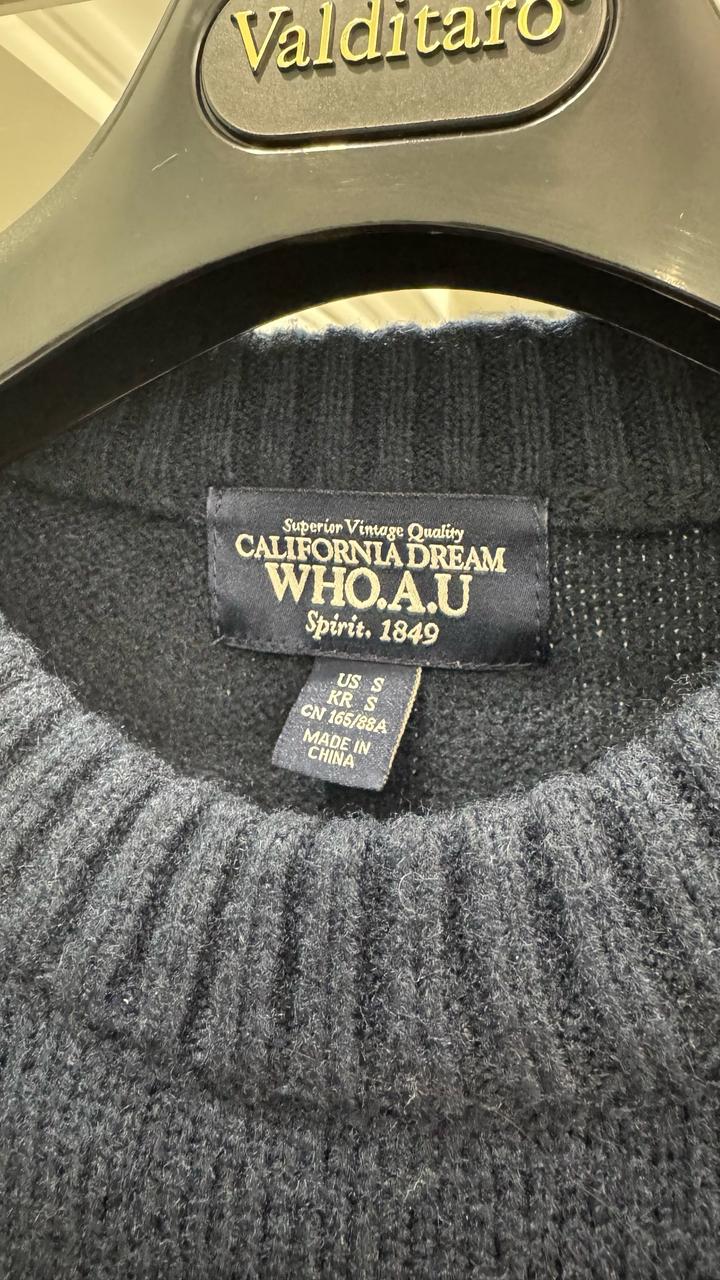 Valditaro
Superior Vintage Quality
CALIFORNIA DREAM
WHO.A.U
Spirit. 1849
US S
KR S
CN 165/88A
MADE IN
CHINA